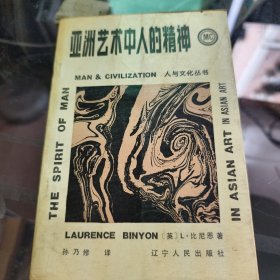 亚洲艺术中人的精神
MAN & CIVILIZATION 人与文化丛书
THE SPIRIT OF MAN
IN ASIAN ART
LAURENCE BINYON 〔英〕L·比尼恩著
孙乃修 译 辽宁人民出版社